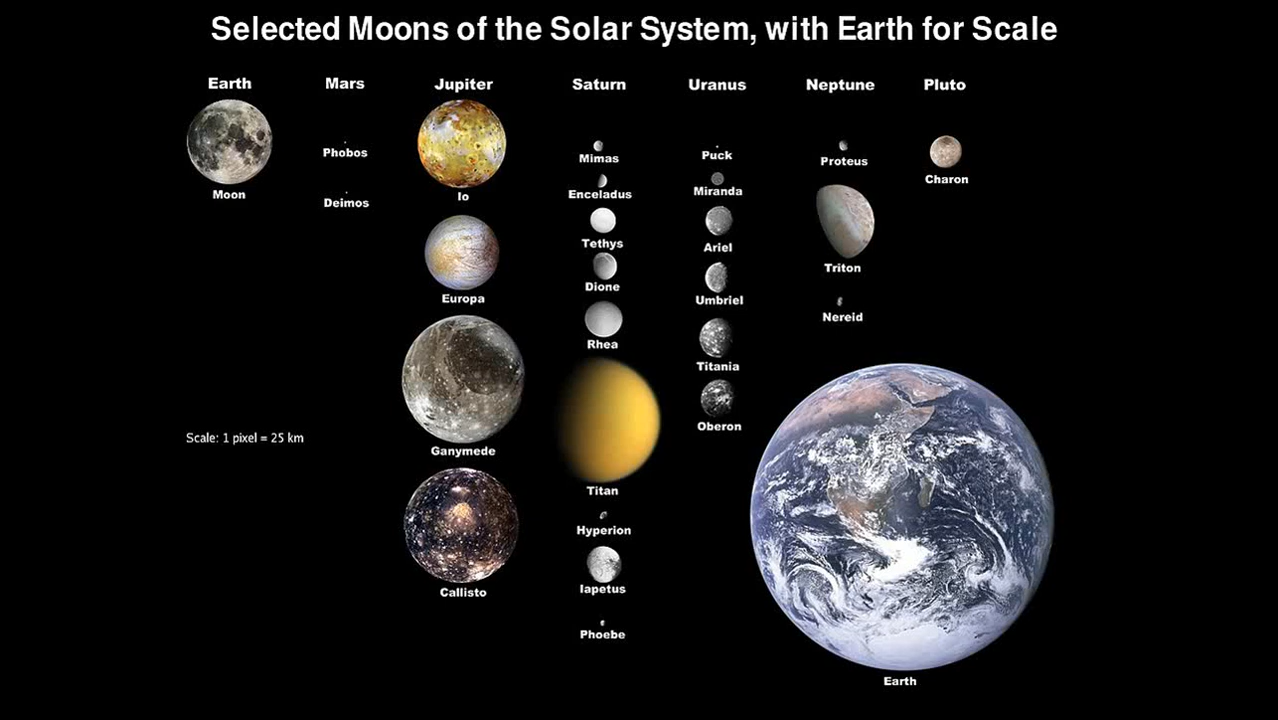 Selected Moons of the Solar System, with Earth for Scale
Earth
Mars
Jupiter
Saturn
Uranus
Neptune
Pluto
Moon
Phobos
Deimos
Io
Europa
Ganymede
Callisto
Mimas
Enceladus
Tethys
Dione
Rhea
Titan
Hyperion
Iapetus
Phoebe
Puck
Miranda
Ariel
Umbriel
Titania
Oberon
Proteus
Triton
Nereid
Charon
Scale: 1 pixel = 25 km
Earth